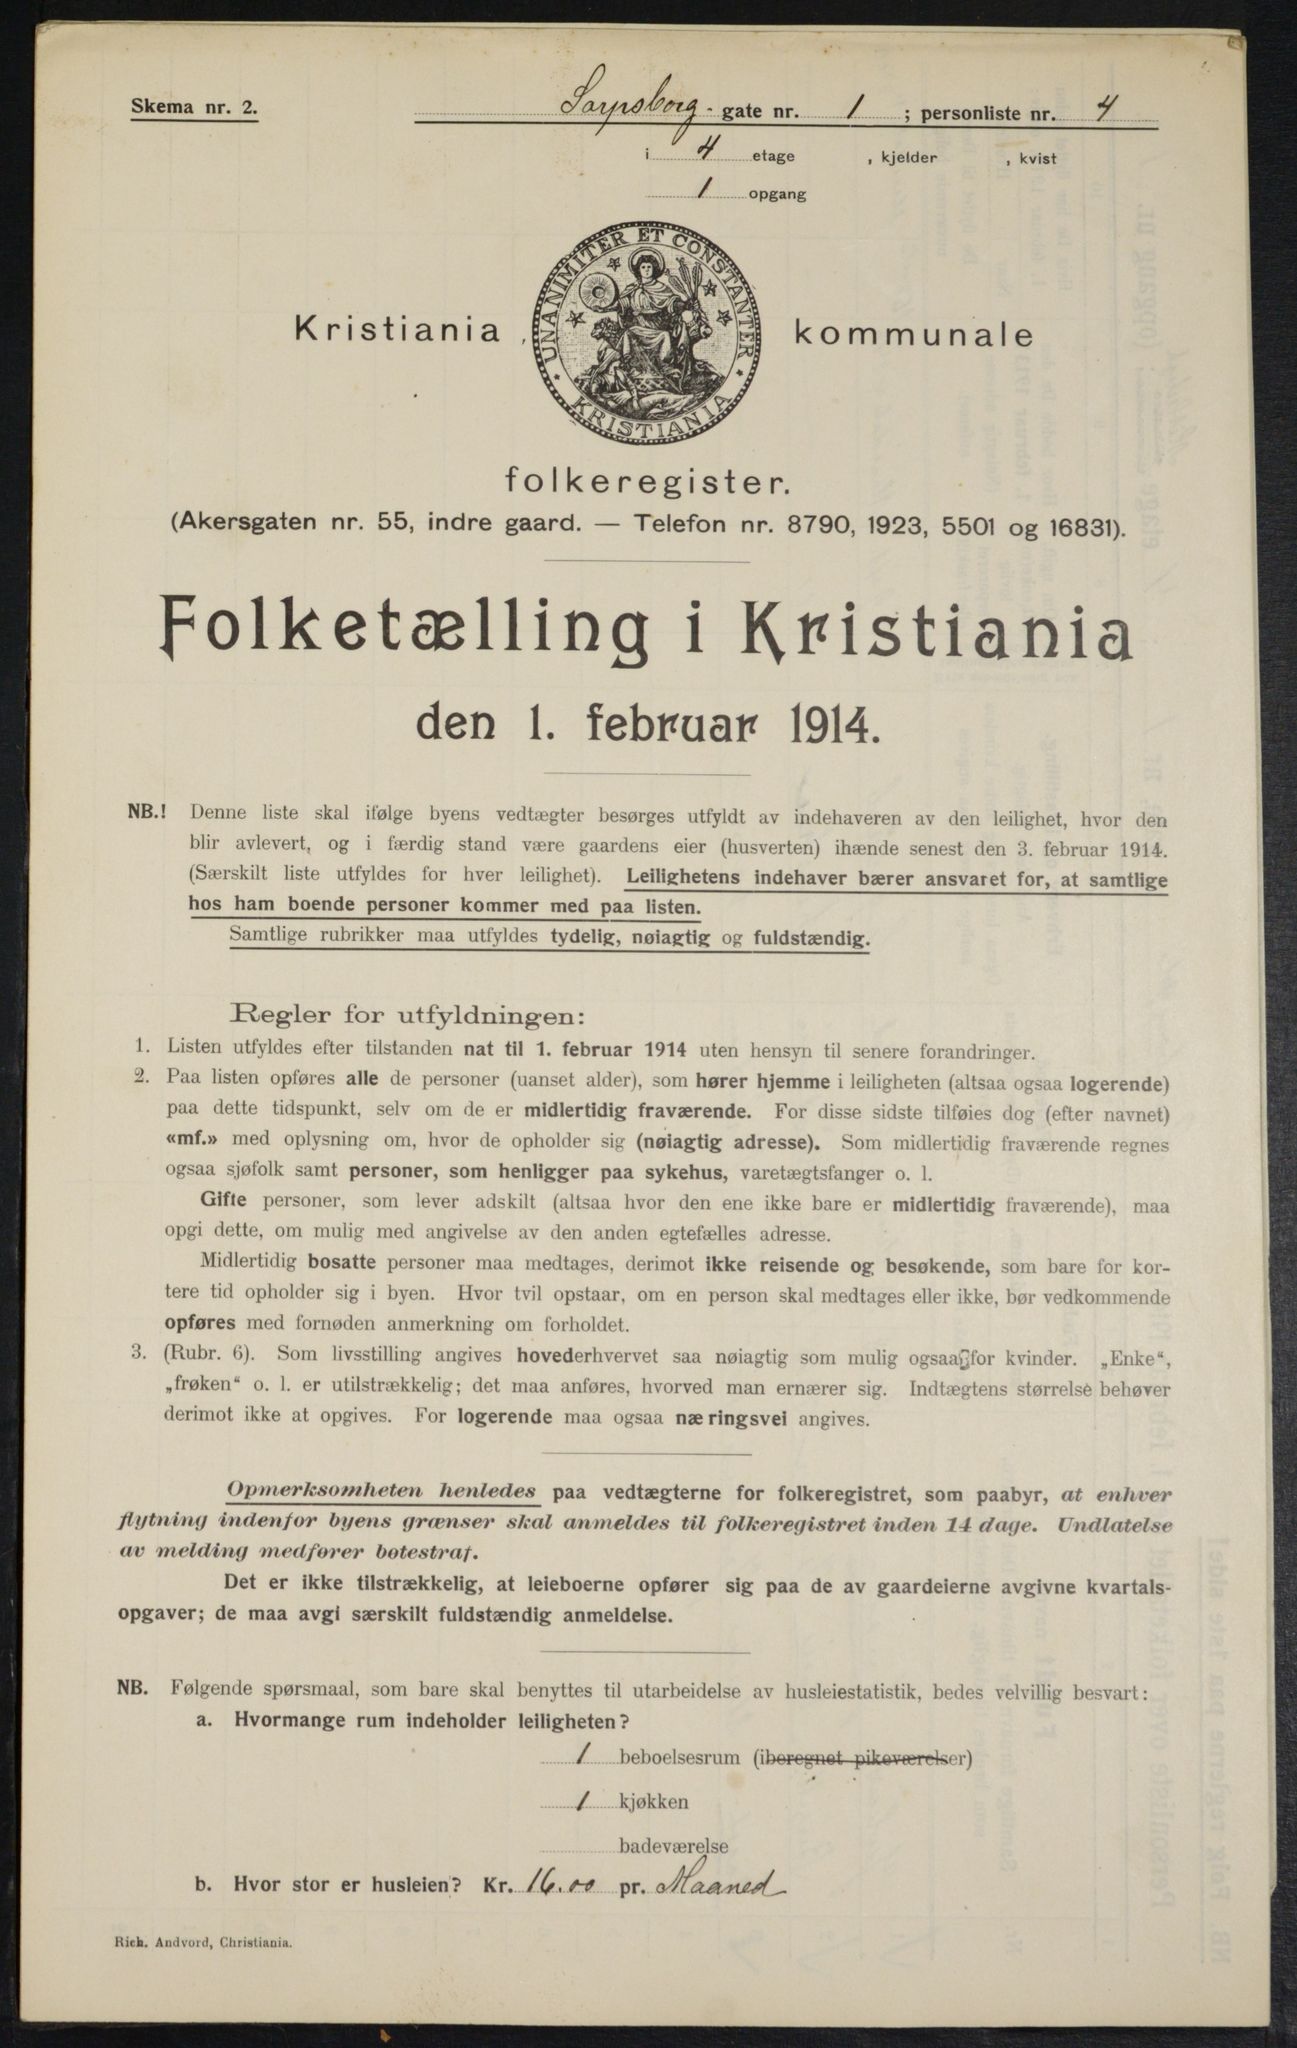 Skema nr. 2.
Sarpsborg- gate nr. 1; personliste nr. 4
i 4 etage , kjelder , kvist
1 opgang
UNANIMITER ET CONSTANTER
KRISTIANIA
Kristiania kommunale
folkeregister.
(Akersgaten nr. 55, indre gaard. — Telefon nr. 8790, 1923, 5501 og 16831).
Folketælling i Kristiania
den 1. februar 1914.
NB.! Denne liste skal ifølge byens vedtægter besørges utfyldt av indehaveren av den leilighet, hvor den
blir avlevert, og i færdig stand være gaardens eier (husverten) ihænde senest den 3. februar 1914.
(Særskilt liste utfyldes for hver leilighet). Leilighetens indehaver bærer ansvaret for, at samtlige
hos ham boende personer kommer med paa listen.
Samtlige rubrikker maa utfyldes tydelig, nøiagtig og fuldstændig.
Regler for utfyldningen:
1. Listen utfyldes efter tilstanden nat til 1. februar 1914 uten hensyn til senere forandringer.
2. Paa listen opføres alle de personer (uanset alder), som hører hjemme i leiligheten (altsaa ogsaa logerende)
paa dette tidspunkt, selv om de er midlertidig fraværende. For disse sidste tilføies dog (efter navnet)
«mf.» med oplysning om, hvor de opholder sig (nøiagtig adresse). Som midlertidig fraværende regnes
ogsaa sjøfolk samt personer, som henligger paa sykehus, varetægtsfanger o. l.
Gifte personer, som lever adskilt (altsaa hvor den ene ikke bare er midlertidig fraværende), maa
opgi dette, om mulig med angivelse av den anden egtefælles adresse.
Midlertidig bosatte personer maa medtages, derimot ikke reisende og besøkende, som bare for kor-
tere tid opholder sig i byen. Hvor tvil opstaar, om en person skal medtages eller ikke, bør vedkommende
opføres med fornøden anmerkning om forholdet.
3. (Rubr. 6). Som livsstilling angives hovederhvervet saa nøiagtig som mulig ogsaa for kvinder. „Enke“,
„frøken“ o. l. er utilstrækkelig; det maa anføres, hvorved man ernærer sig. Indtægtens størrelse behøver
derimot ikke at opgives. For logerende maa ogsaa næringsvei angives.
Opmerksomheten henledes paa vedtægterne for folkeregistret, som paabyr, at enhver
flytning indenfor byens grænser skal anmeldes til folkeregistret inden 14 dage. Undlatelse
av melding medfører bøtestraf.
Det er ikke tilstrækkelig, at leieboerne opfører sig paa de av gaardeierne avgivne kvartals-
opgaver; de maa avgi særskilt fuldstændig anmeldelse.
NB. Følgende spørsmaal, som bare skal benyttes til utarbeidelse av husleiestatistik, bedes velvillig besvart:
a. Hvormange rum indeholder leiligheten?
1 beboelsesrum (iberegnet pikeværelser)
1 kjøkken
badeværelse
b. Hvor stor er husleien? Kr. 16.00 pr. Maaned
Rich. Andvord, Christiania.